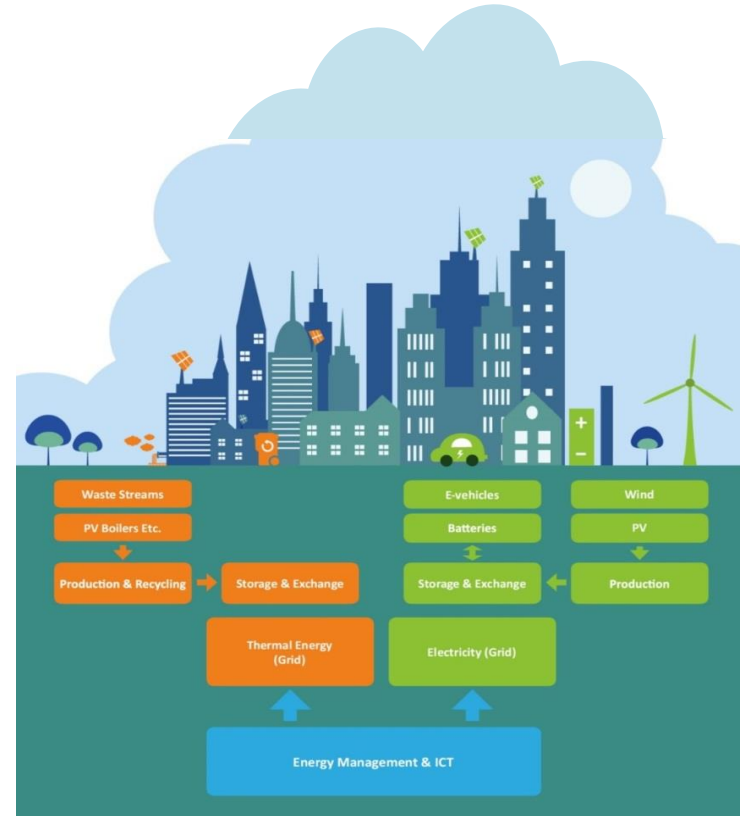 Waste Streams
E-vehicles
Wind
PV Boilers Etc.
Batteries
PV
Production & Recycling
Storage & Exchange
Storage & Exchange
Production
Thermal Energy
(Grid)
Electricity (Grid)
Energy Management & ICT